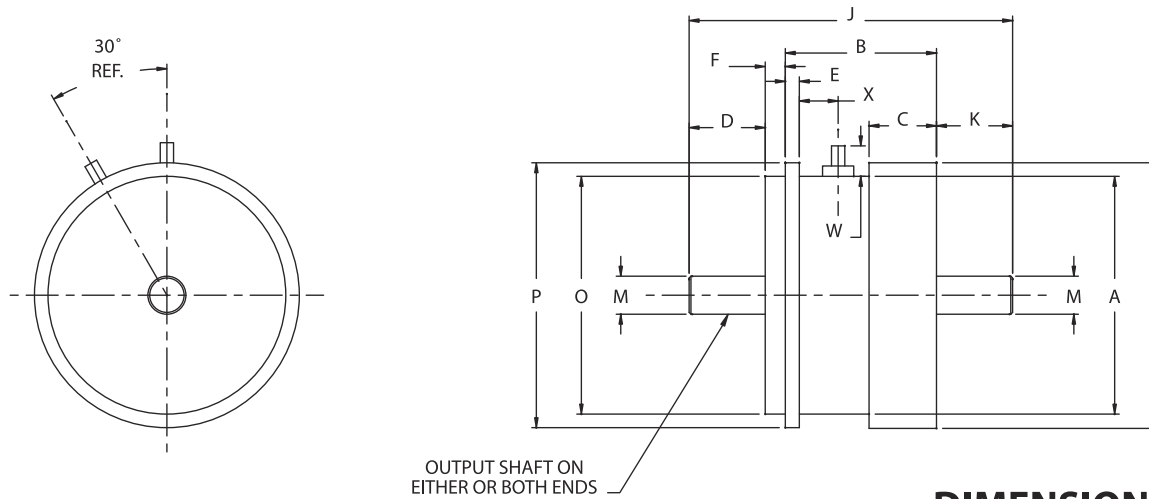 30°
REF.
J
B
F
E
X
D
C
K
W
P
O
M
M
A
OUTPUT SHAFT ON
EITHER OR BOTH ENDS
DIMENSION